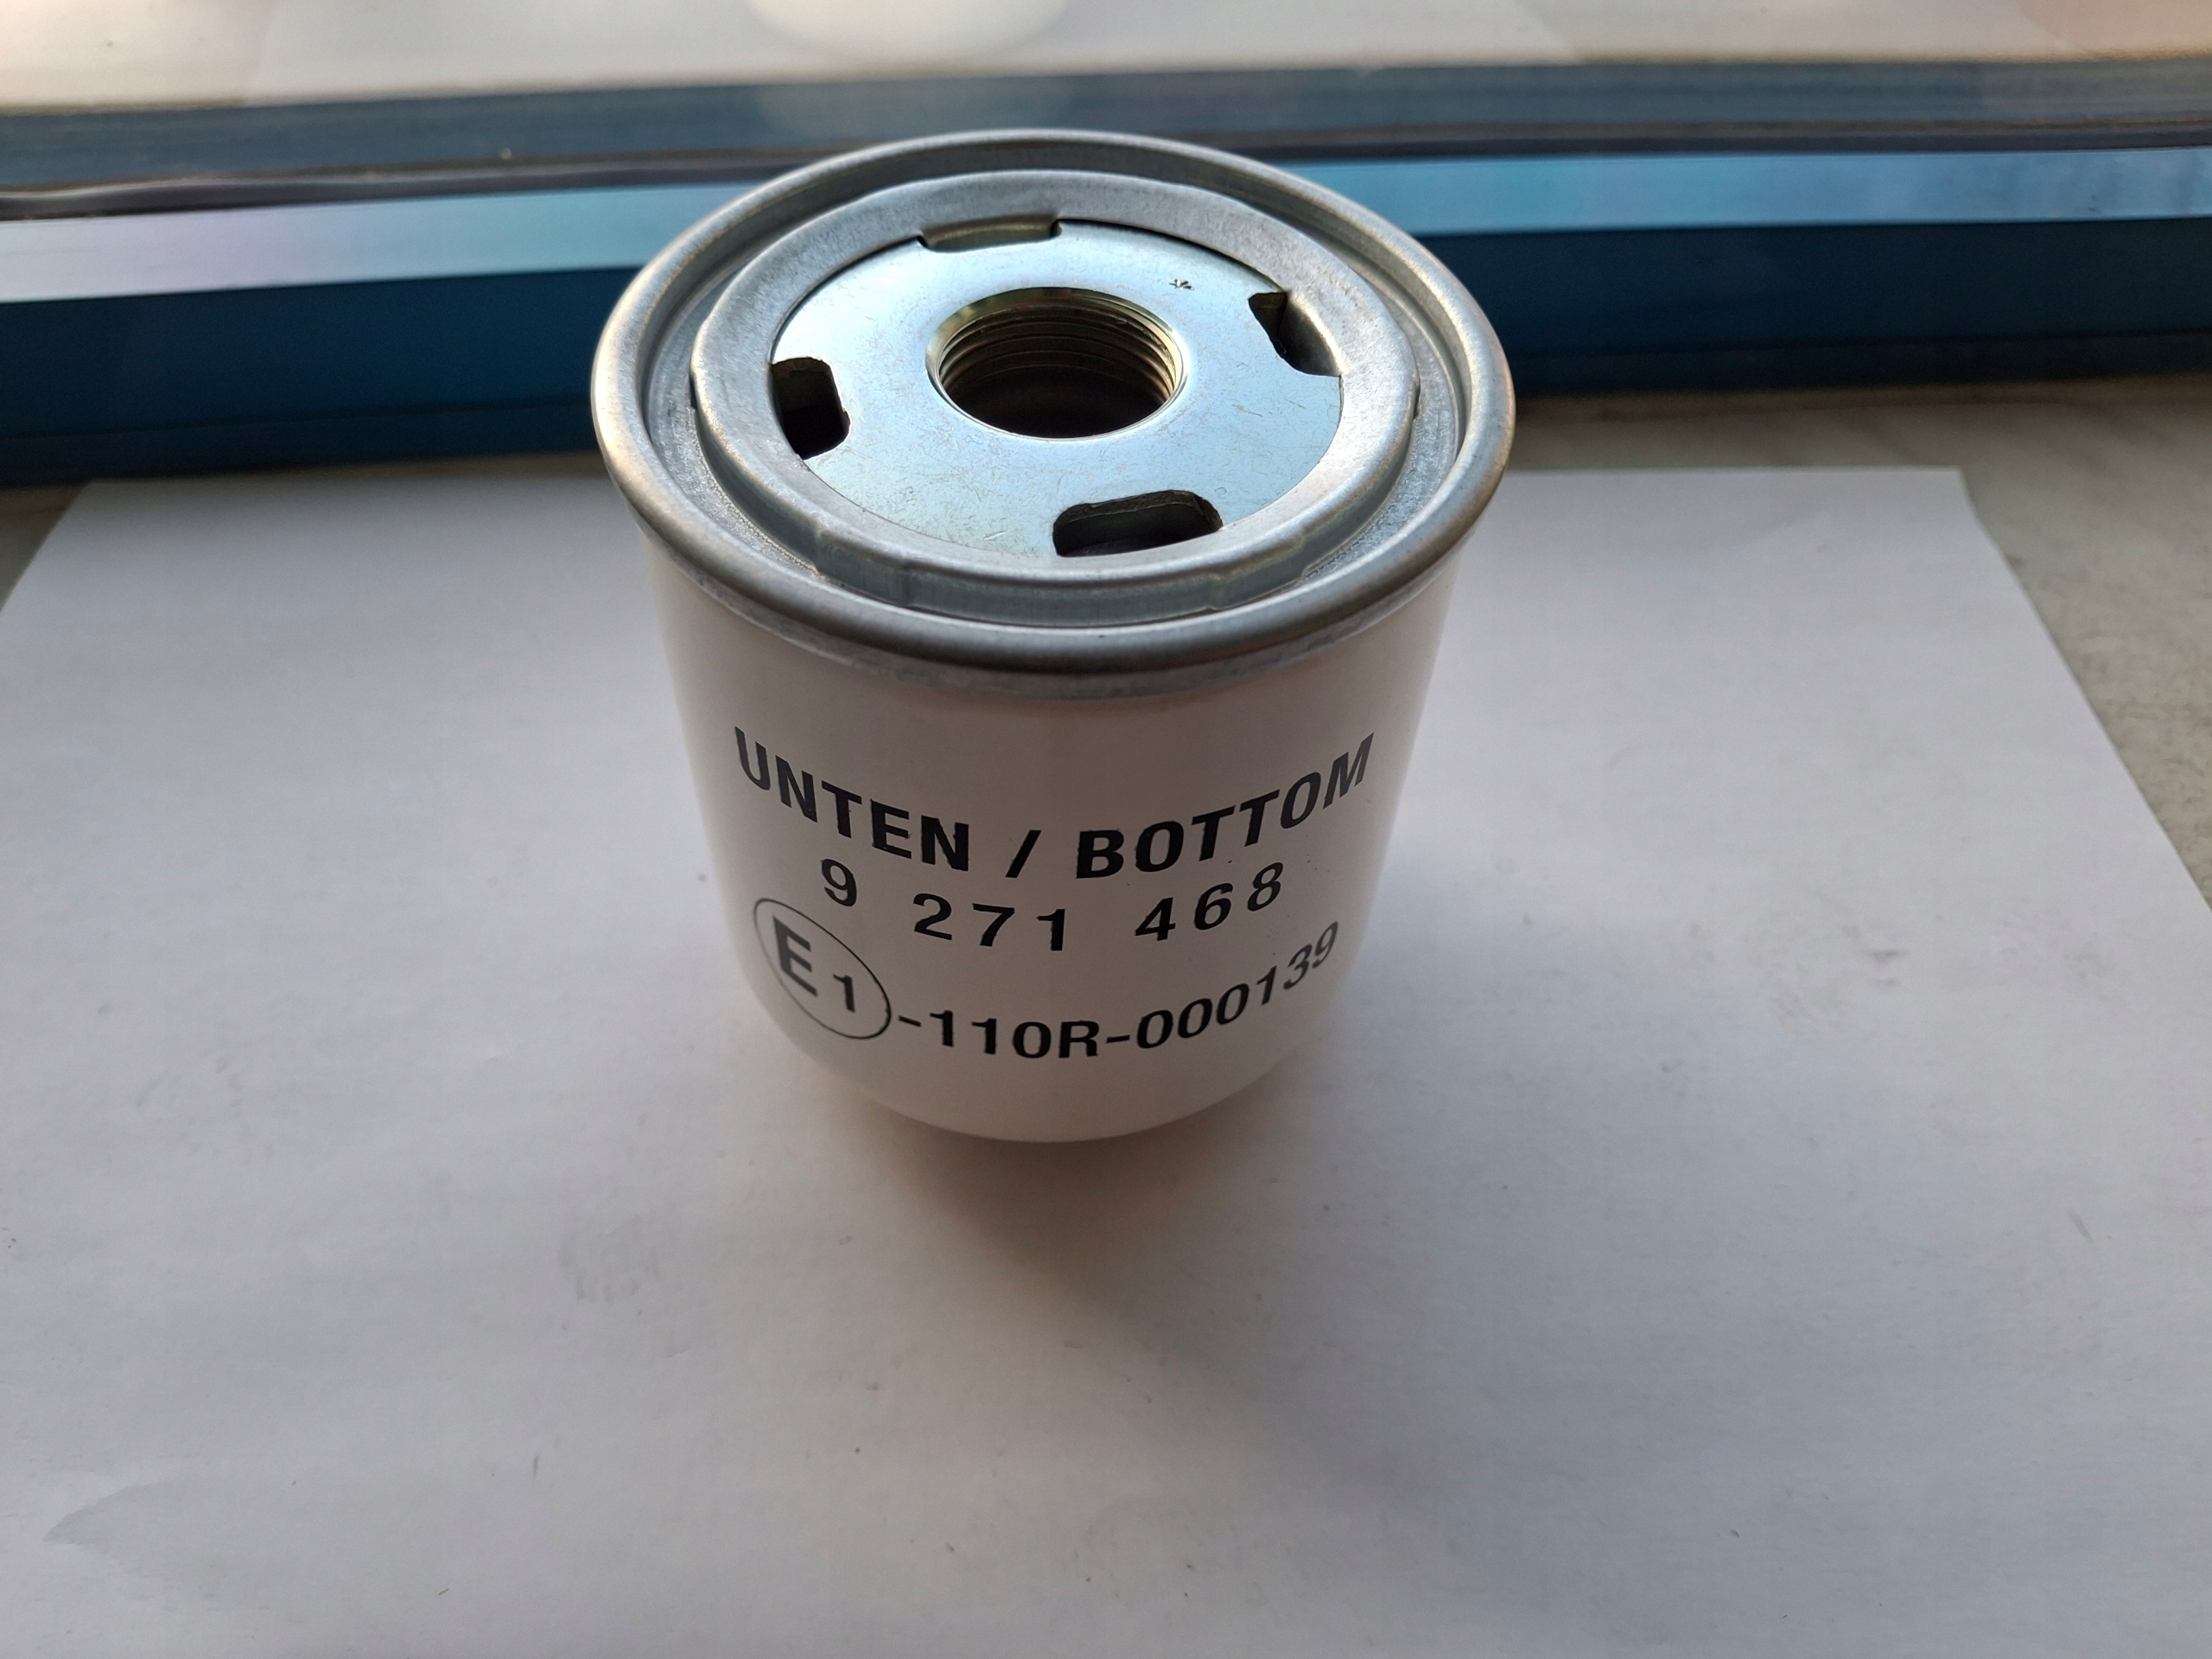 UNTEN / BOTTOM
9 271 468
E1-110R-000139